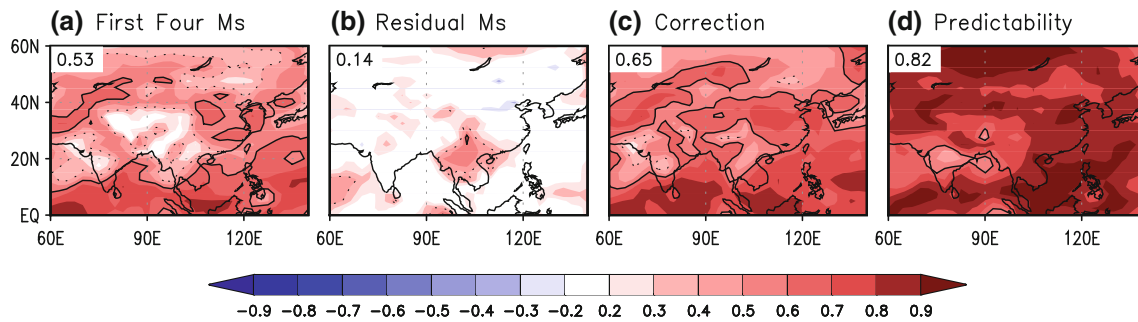 (a) First Four Ms (b) Residual Ms (c) Correction (d) Predictability
0.53 0.14 0.65 0.82
60N
40N
20N
EQ
60E 90E 120E 60E 90E 120E 60E 90E 120E 60E 90E 120E
-0.9 -0.8 -0.7 -0.6 -0.5 -0.4 -0.3 -0.2 0.2 0.3 0.4 0.5 0.6 0.7 0.8 0.9